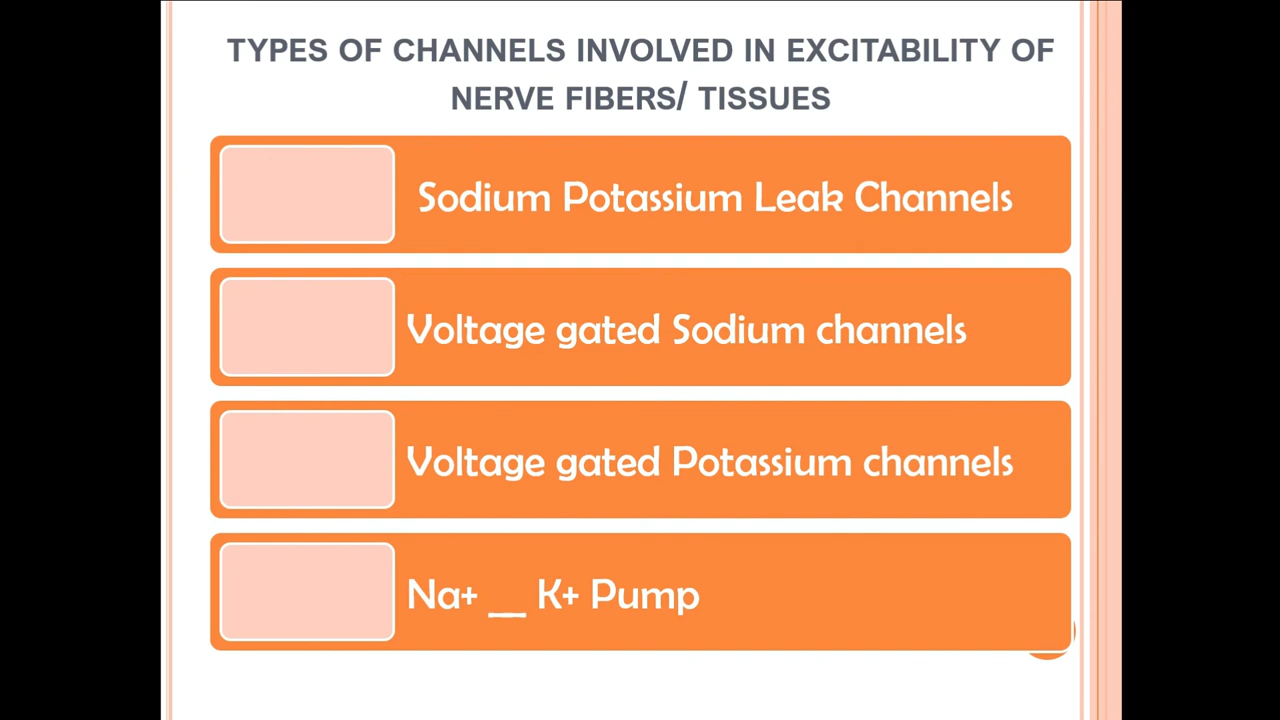 TYPES OF CHANNELS INVOLVED IN EXCITABILITY OF
NERVE FIBERS/ TISSUES
Sodium Potassium Leak Channels
Voltage gated Sodium channels
Voltage gated Potassium channels
Na+ __ K+ Pump